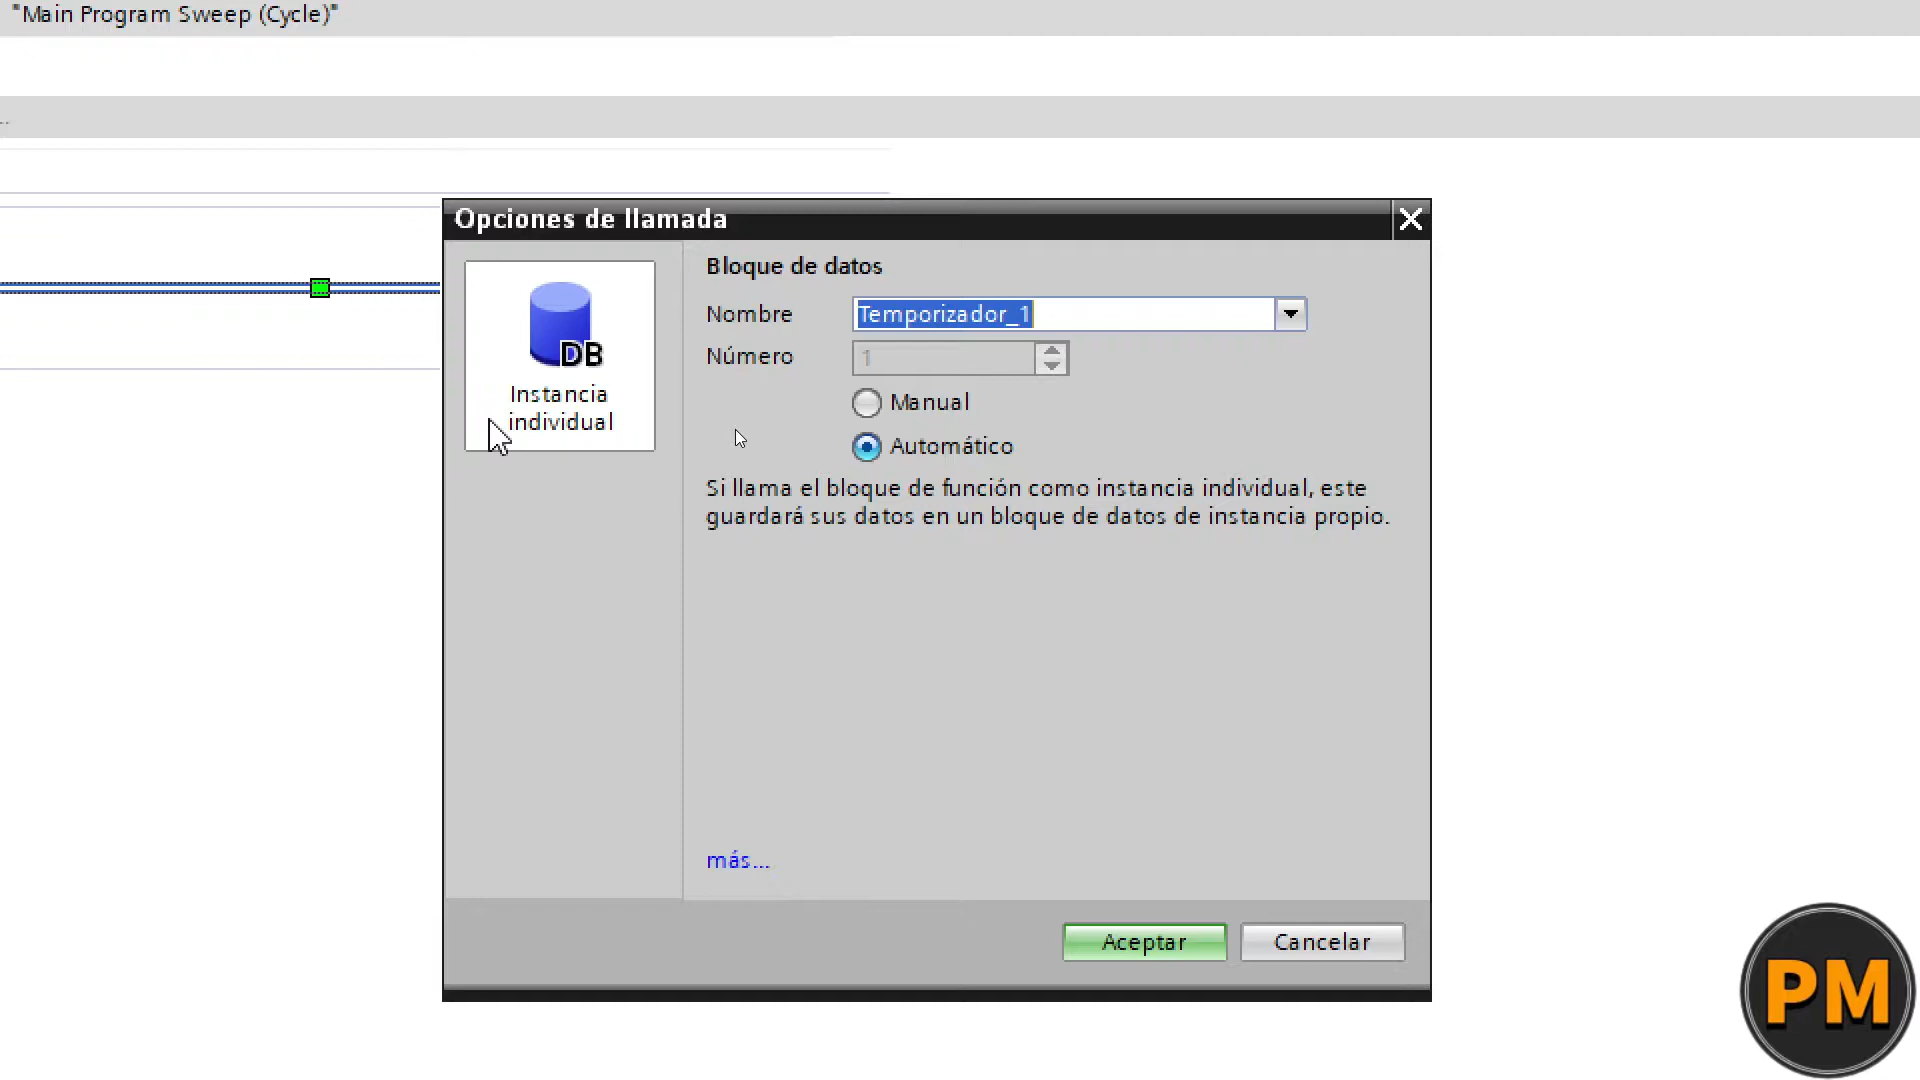 "Main Program Sweep (Cycle)"
..
Opciones de llamada
DB
Instancia
individual
Bloque de datos
Nombre
Temporizador_1
Número
1
Manual
Automático
Si llama el bloque de función como instancia individual, este
guardará sus datos en un bloque de datos de instancia propio.
más...
Aceptar
Cancelar
PM